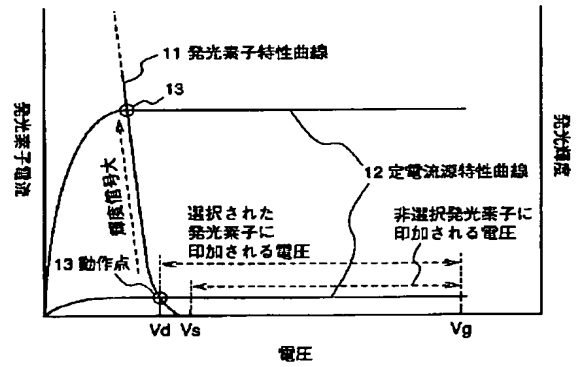 11 発光素子特性曲線
13
発光素子電流
発光輝度
輝度信号大
12 定電流源特性曲線
選択された
発光素子に
印加される電圧
非選択発光素子に
印加される電圧
13 動作点
Vd
Vs
Vg
電圧